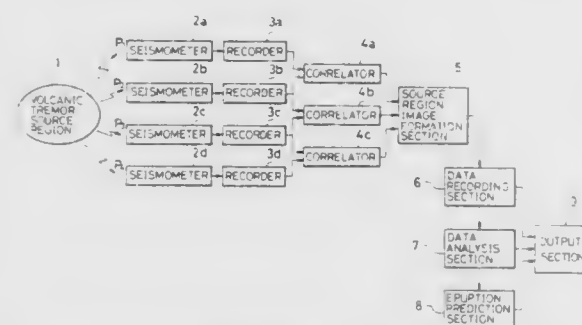 2a 3a
SEISMOMETER RECORDER
4a
1
2b 3b
SEISMOMETER RECORDER
CORRELATOR
5
4b
VOLCANIC
TREMOR
SOURCE
REGION
2c 3c
SEISMOMETER RECORDER
CORRELATOR
SOURCE
REGION
IMAGE
FORMATION
SECTION
4c
2d 3d
SEISMOMETER RECORDER
CORRELATOR
6
DATA
RECORDING
SECTION
7
DATA
ANALYSIS
SECTION
OUTPUT
SECTION
8
ERUPTION
PREDICTION
SECTION